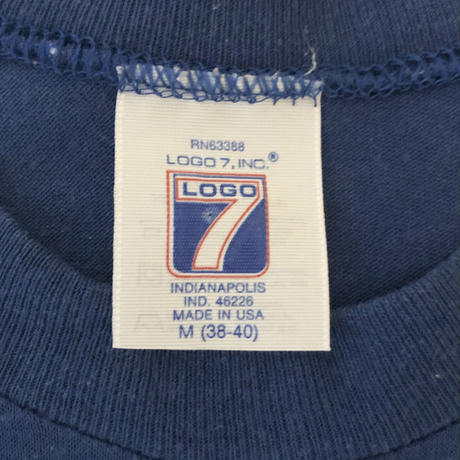 RN63388
LOGO 7, INC.®
LOGO
7
INDIANAPOLIS
IND. 46226
MADE IN USA
M (38-40)